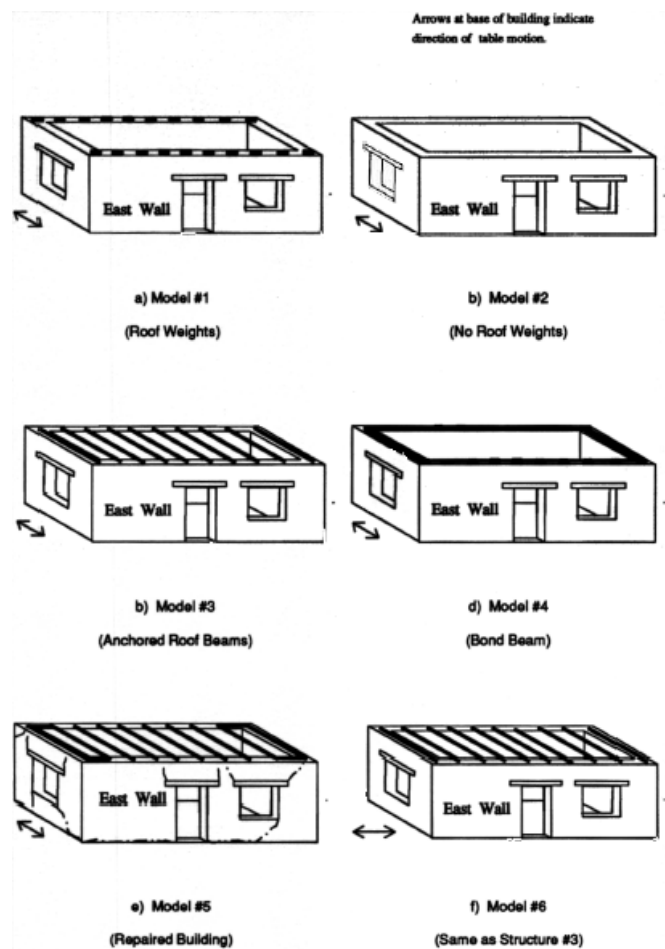 Arrows at base of building indicate
direction of table motion.
East Wall
East Wall
a) Model #1
b) Model #2
(Roof Weights)
(No Roof Weights)
East Wall
East Wall
b) Model #3
d) Model #4
(Anchored Roof Beams)
(Bond Beam)
East Wall
East Wall
e) Model #5
f) Model #6
(Repaired Building)
(Same as Structure #3)